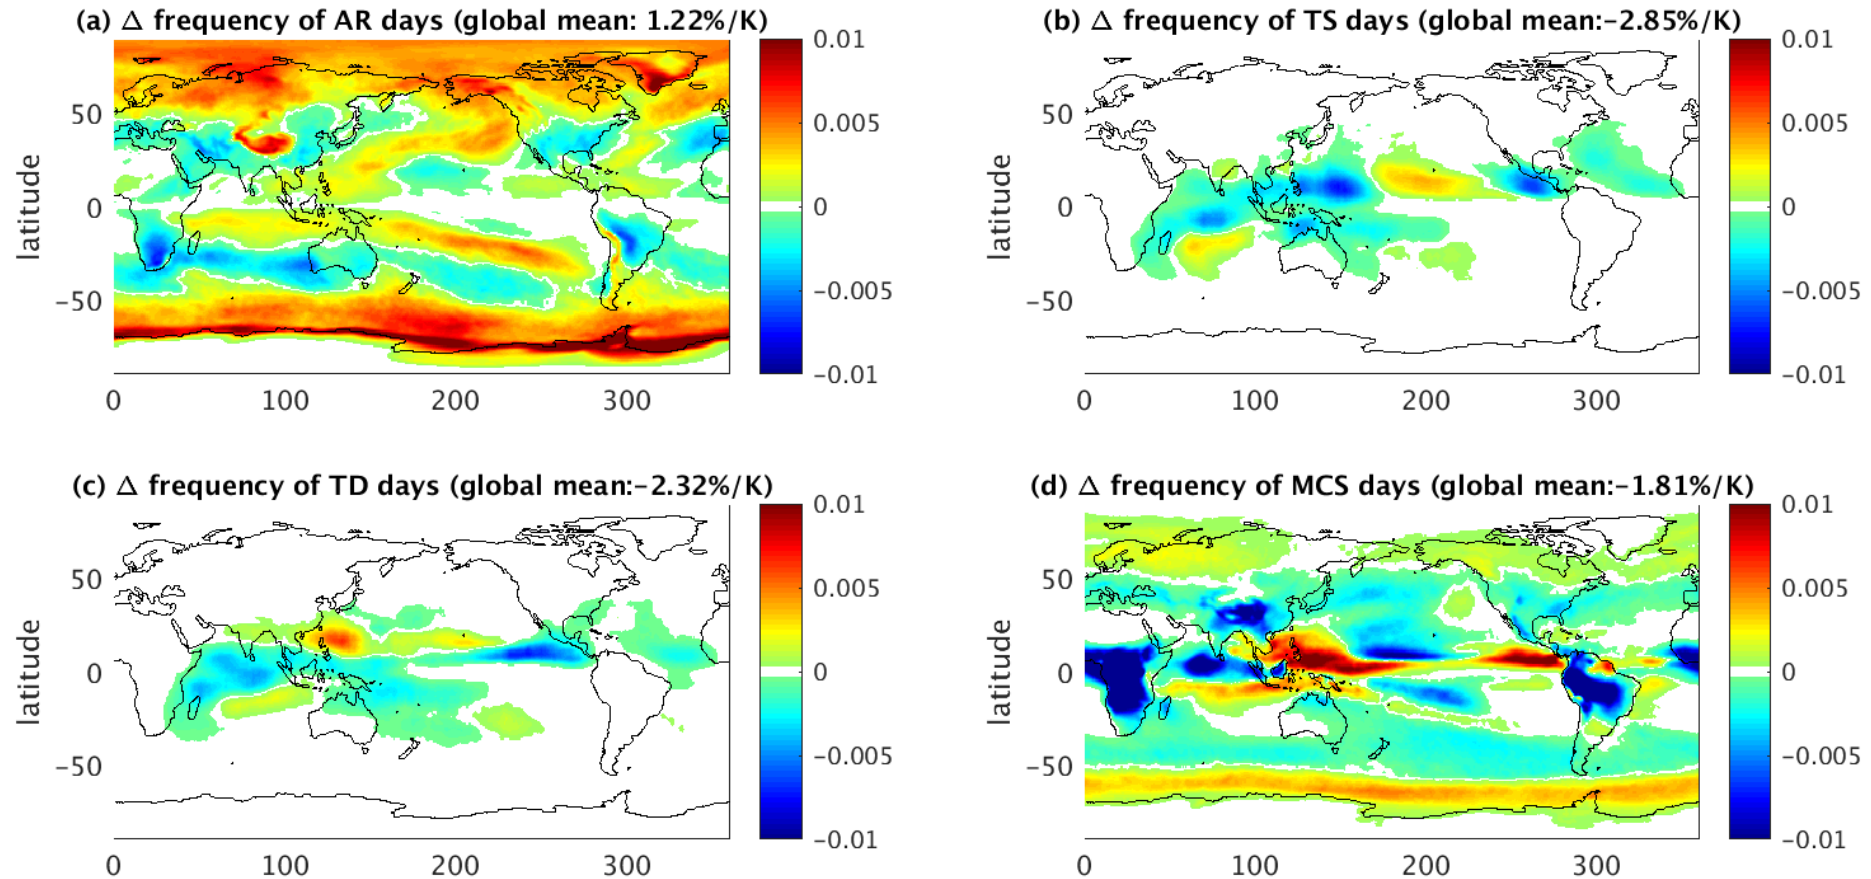 (a) Δ frequency of AR days (global mean: 1.22%/K)
0.01
0.005
0
−0.005
−0.01
latitude
50
0
−50
0 100 200 300
(b) Δ frequency of TS days (global mean:−2.85%/K)
0.01
0.005
0
−0.005
−0.01
latitude
50
0
−50
0 100 200 300
(c) Δ frequency of TD days (global mean:−2.32%/K)
0.01
0.005
0
−0.005
−0.01
latitude
50
0
−50
0 100 200 300
(d) Δ frequency of MCS days (global mean:−1.81%/K)
0.01
0.005
0
−0.005
−0.01
latitude
50
0
−50
0 100 200 300